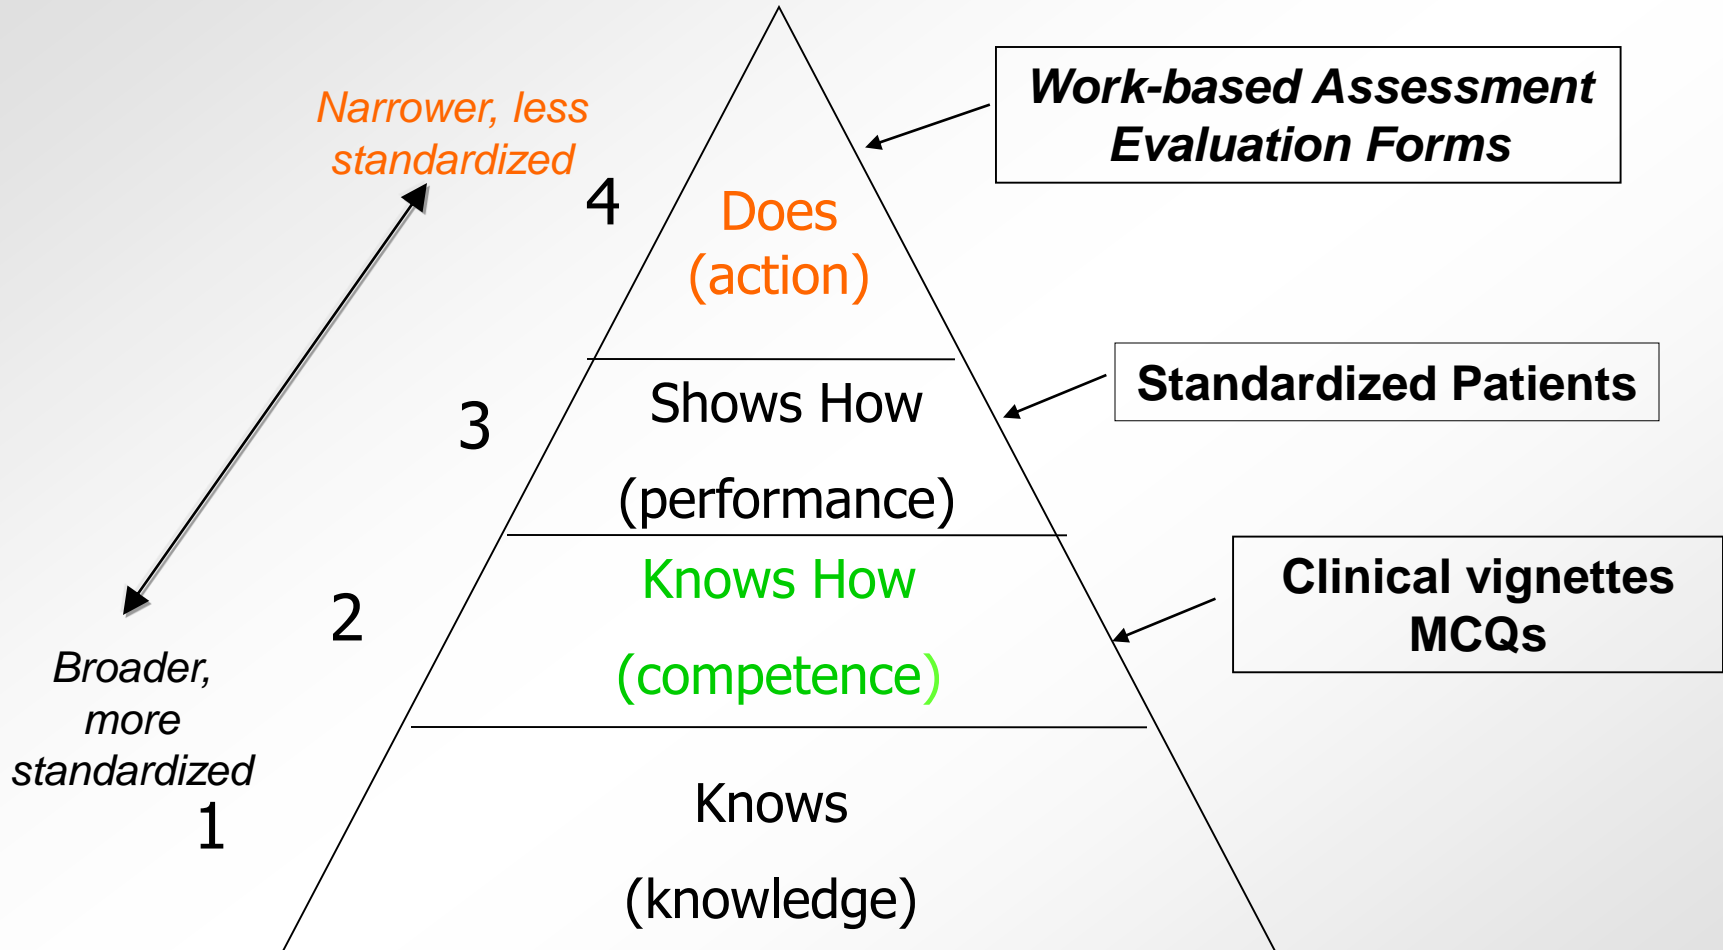 Narrower, less
standardized
4
Does
(action)
Work-based Assessment
Evaluation Forms
3
Shows How
(performance)
Standardized Patients
2
Knows How
(competence)
Clinical vignettes
MCQs
Broader,
more
standardized
1
Knows
(knowledge)